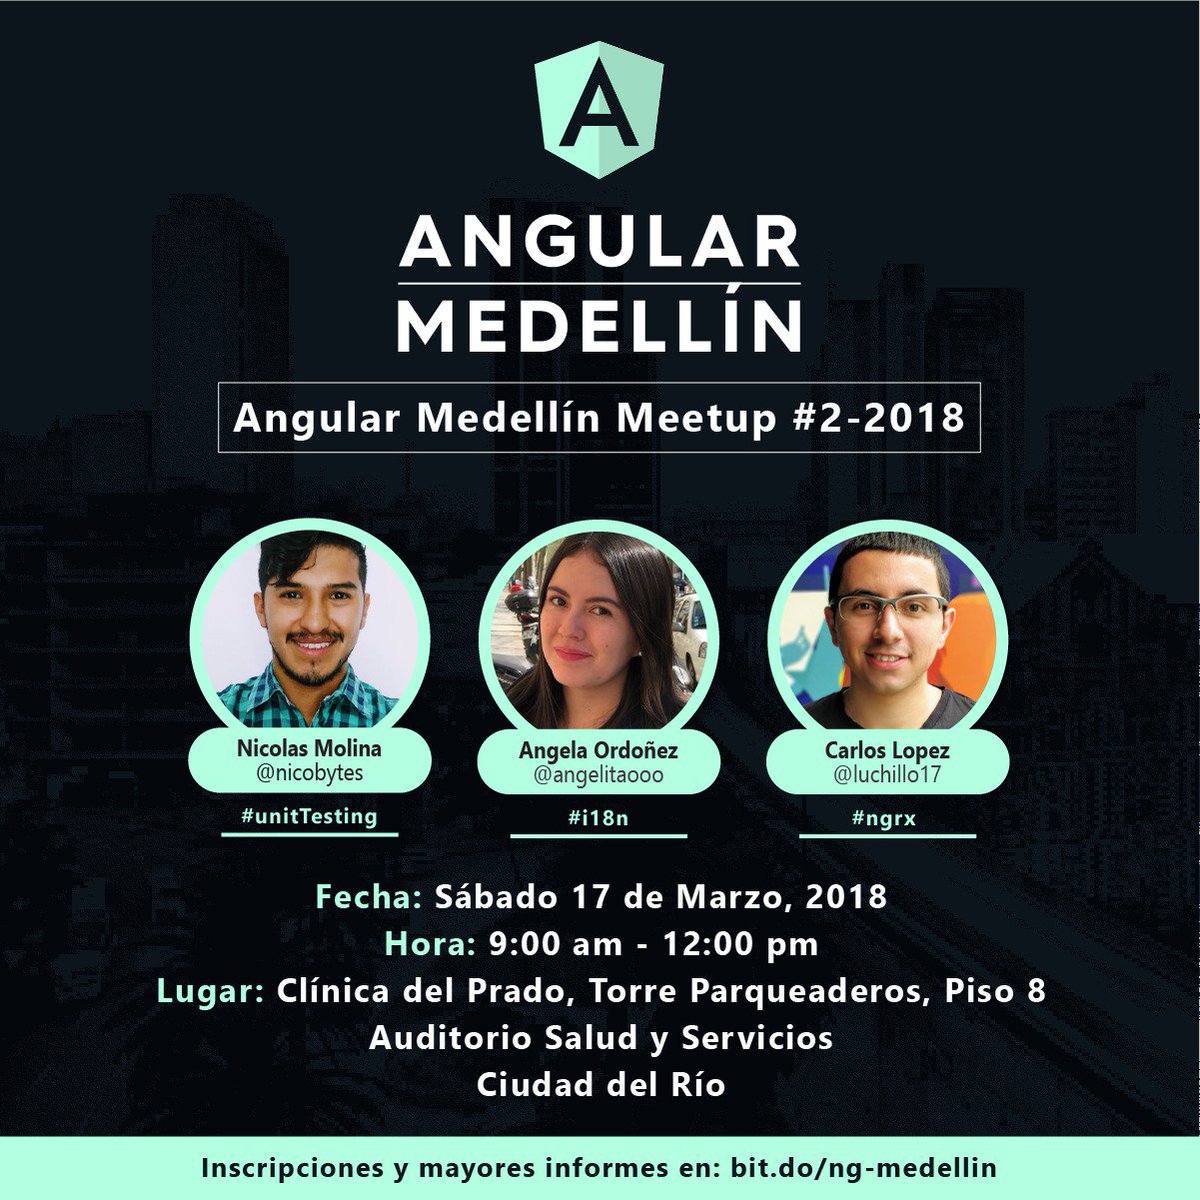 A
ANGULAR
MEDELLÍN
Angular Medellín Meetup #2-2018
Nicolas Molina
@nicobytes
#unitTesting
Angela Ordoñez
@angelitaooo
#i18n
Carlos Lopez
@luchillo17
#ngrx
Fecha: Sábado 17 de Marzo, 2018
Hora: 9:00 am - 12:00 pm
Lugar: Clínica del Prado, Torre Parqueaderos, Piso 8
Auditorio Salud y Servicios
Ciudad del Río
Inscripciones y mayores informes en: bit.do/ng-medellin